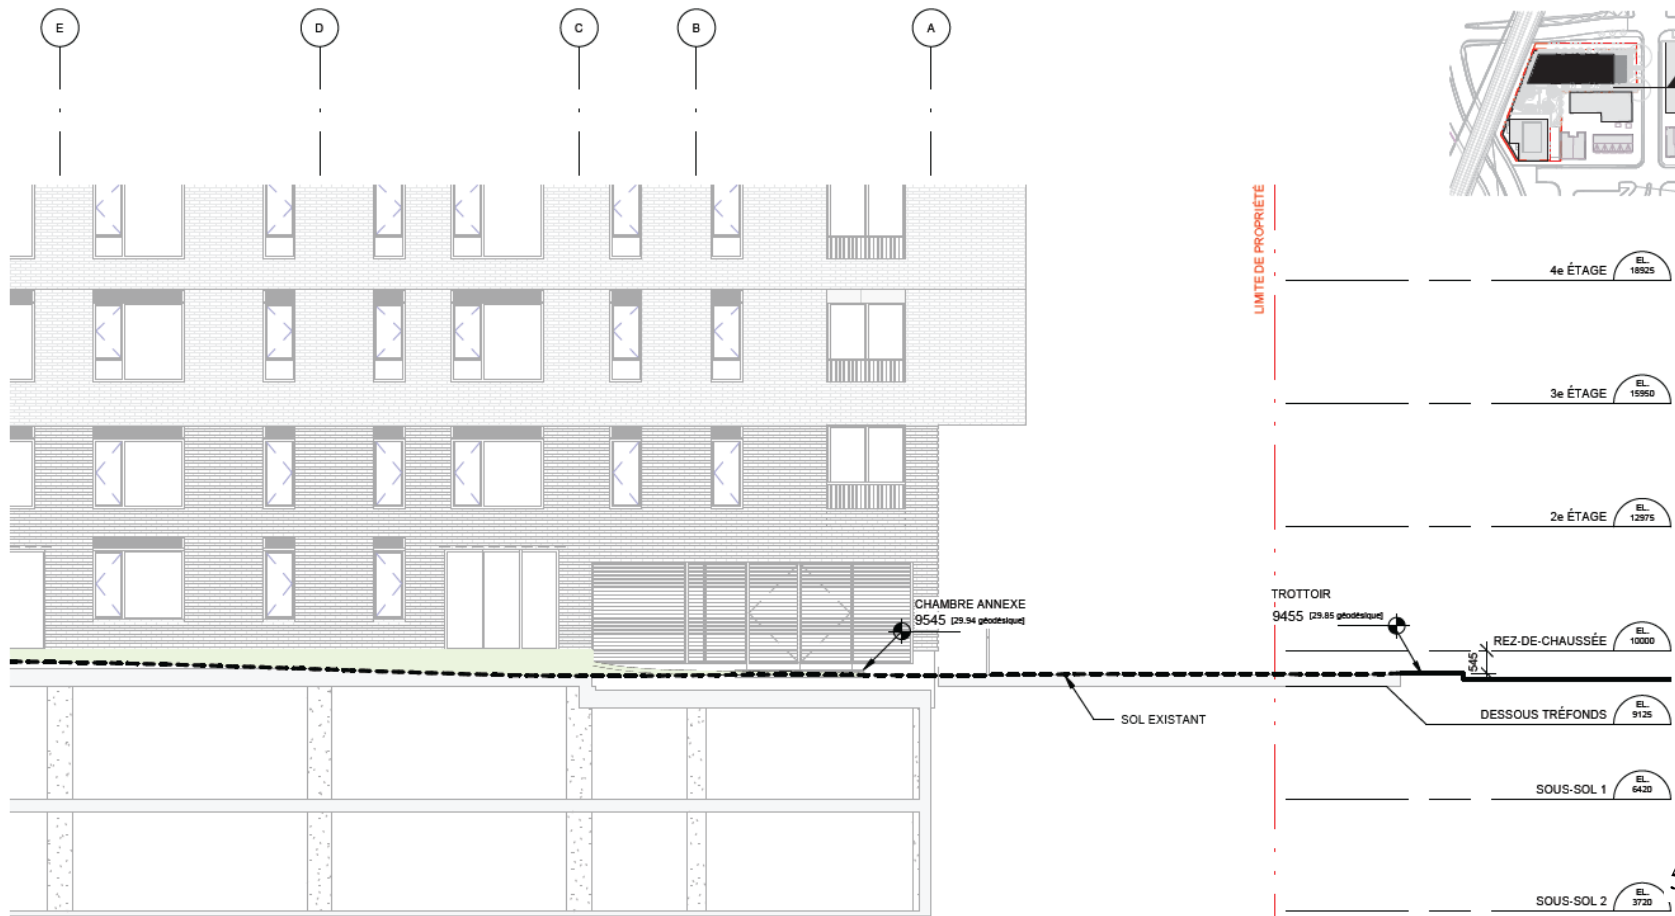 E
D
C
B
A
LIMITE DE PROPRIÉTÉ
4e ÉTAGE
EL.
18925
3e ÉTAGE
EL.
15950
2e ÉTAGE
EL.
12975
CHAMBRE ANNEXE
9545 [29.94 géodésique]
TROTTOIR
9455 [29.85 géodésique]
REZ-DE-CHAUSSÉE
EL.
10000
545
SOL EXISTANT
DESSOUS TRÉFONDS
EL.
9125
SOUS-SOL 1
EL.
6420
SOUS-SOL 2
EL.
3720